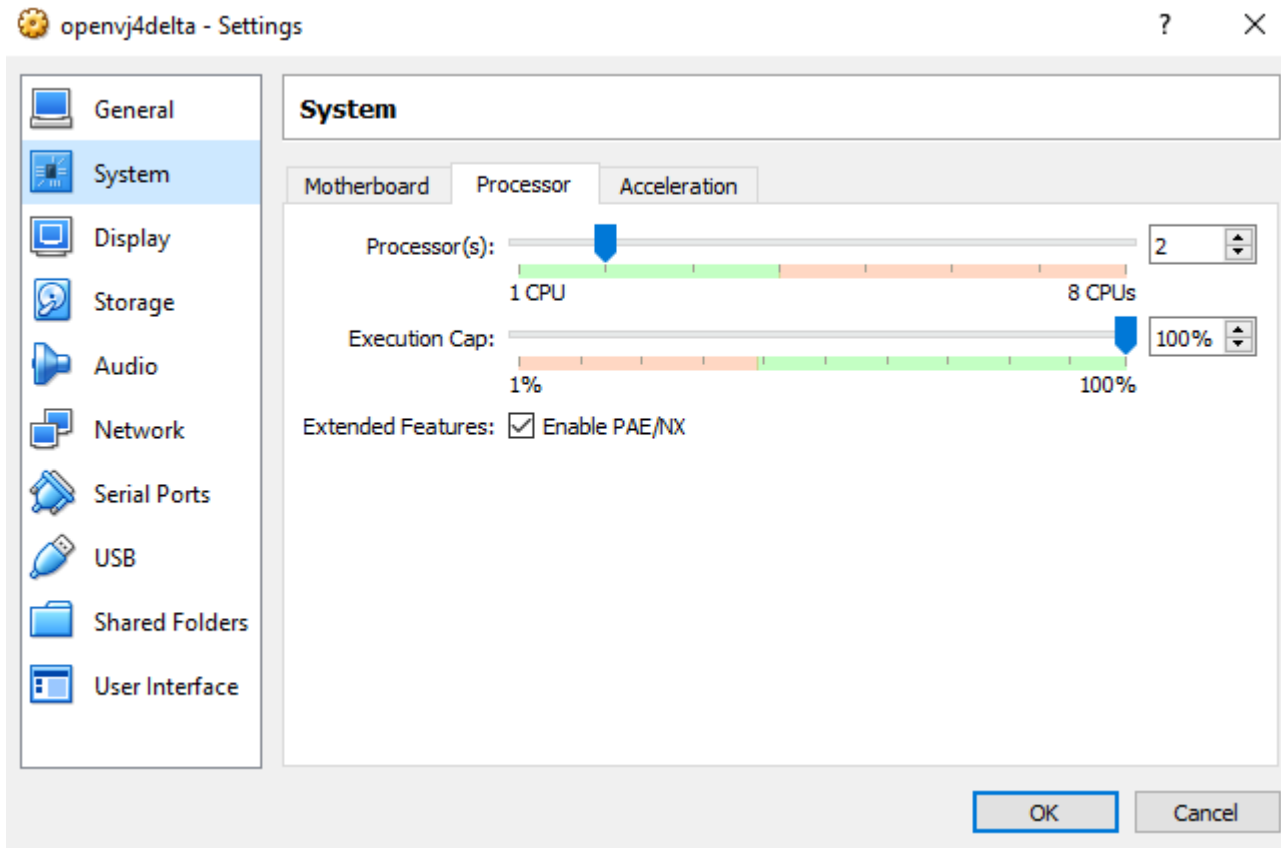 openvj4delta - Settings
?
General
System
Display
Storage
Audio
Network
Serial Ports
USB
Shared Folders
User Interface
System
Motherboard Processor Acceleration
Processor(s): 2
1 CPU 8 CPUs
Execution Cap: 100%
1% 100%
Extended Features: Enable PAE/NX
OK Cancel